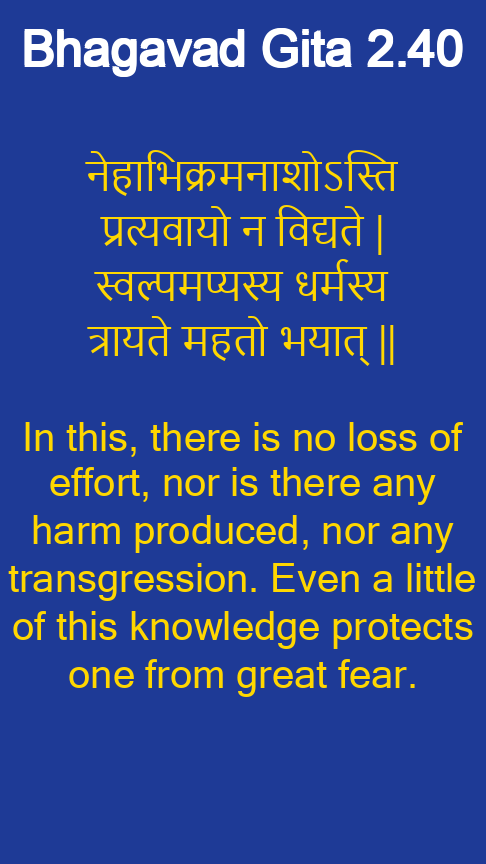 Bhagavad Gita 2.40
नेहाभिक्रमनाशोऽस्ति
प्रत्यवायो न विद्यते |
स्वल्पमप्यस्य धर्मस्य
त्रायते महतो भयात् ||
In this, there is no loss of
effort, nor is there any
harm produced, nor any
transgression. Even a little
of this knowledge protects
one from great fear.